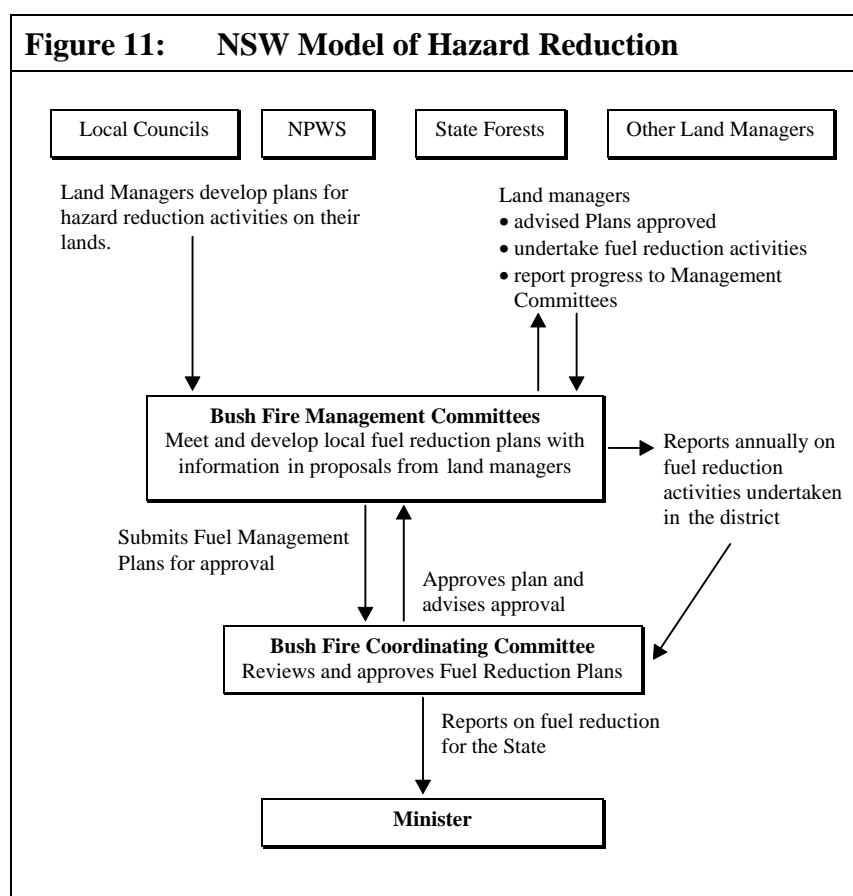 Figure 11: NSW Model of Hazard Reduction
Local Councils
NPWS
State Forests
Other Land Managers
Land Managers develop plans for
hazard reduction activities on their
lands.
Land managers
• advised Plans approved
• undertake fuel reduction activities
• report progress to Management
Committees
Bush Fire Management Committees
Meet and develop local fuel reduction plans with
information in proposals from land managers
Reports annually on
fuel reduction
activities undertaken
in the district
Submits Fuel Management
Plans for approval
Approves plan and
advises approval
Bush Fire Coordinating Committee
Reviews and approves Fuel Reduction Plans
Reports on fuel reduction
for the State
Minister